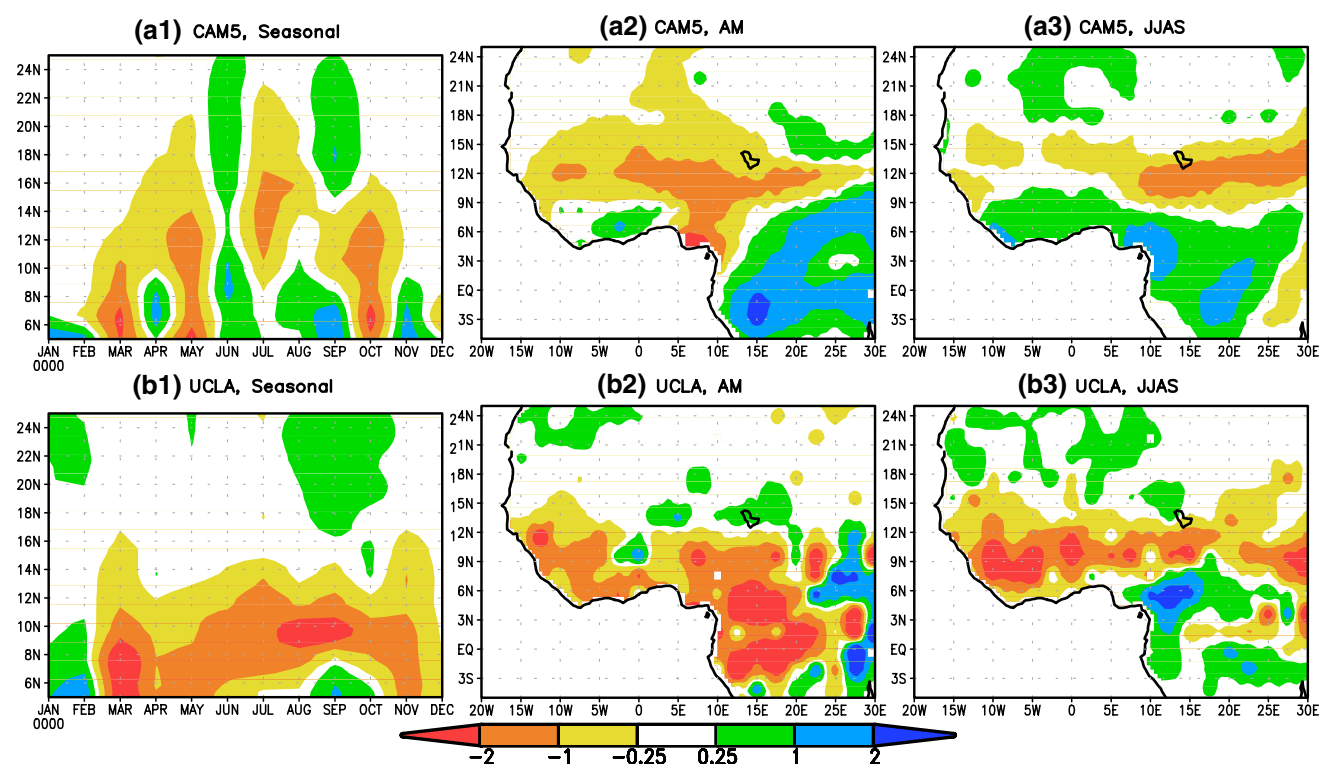 (a1) CAM5, Seasonal
(a2) CAM5, AM
(a3) CAM5, JJAS
24N
22N
20N
18N
16N
14N
12N
10N
8N
6N
JAN FEB MAR APR MAY JUN JUL AUG SEP OCT NOV DEC
0000
24N
21N
18N
15N
12N
9N
6N
3N
EQ
3S
20W 15W 10W 5W 0 5E 10E 15E 20E 25E 30E
24N
21N
18N
15N
12N
9N
6N
3N
EQ
3S
20W 15W 10W 5W 0 5E 10E 15E 20E 25E 30E
(b1) UCLA, Seasonal
(b2) UCLA, AM
(b3) UCLA, JJAS
24N
22N
20N
18N
16N
14N
12N
10N
8N
6N
JAN FEB MAR APR MAY JUN JUL AUG SEP OCT NOV DEC
0000
24N
21N
18N
15N
12N
9N
6N
3N
EQ
3S
20W 15W 10W 5W 0 5E 10E 15E 20E 25E 30E
24N
21N
18N
15N
12N
9N
6N
3N
EQ
3S
20W 15W 10W 5W 0 5E 10E 15E 20E 25E 30E
-2 -1 -0.25 0.25 1 2